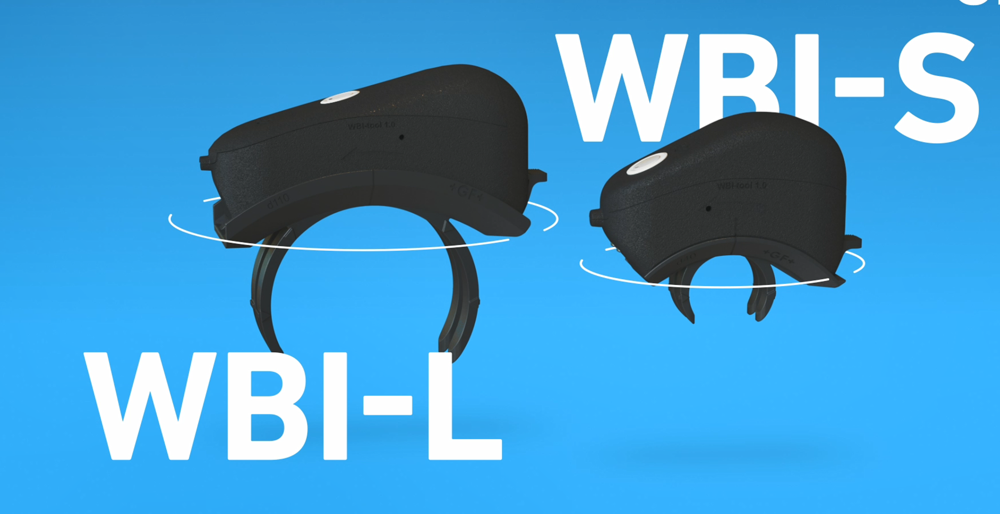 WBI-S
WBI-tool 1.0
d110
+GF+
WBI-tool 1.0
+GF+
WBI-L